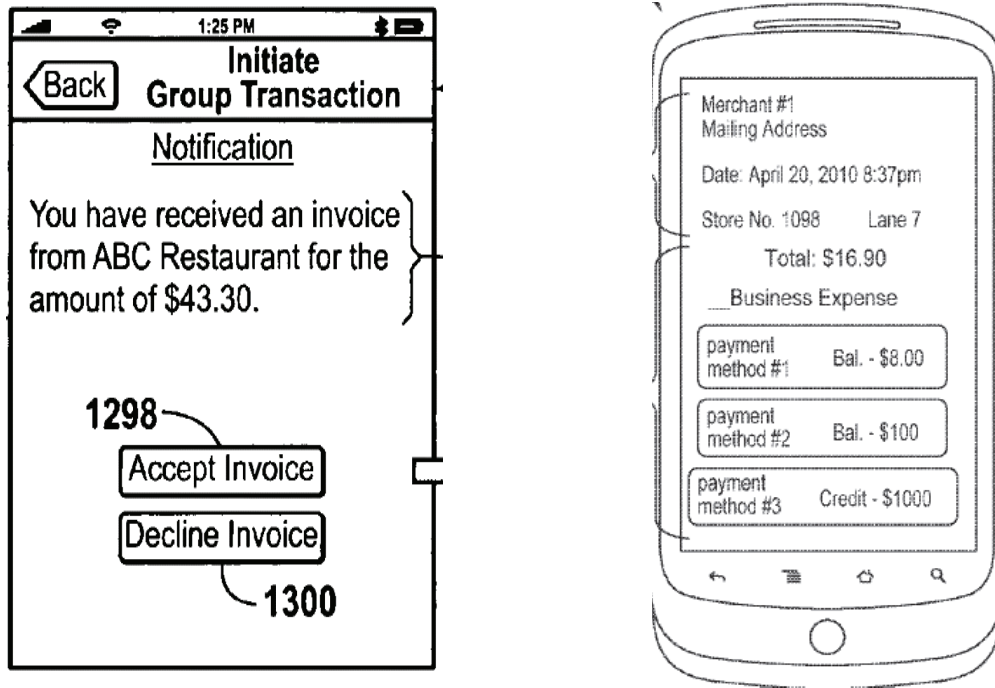 1:25 PM
Back
Initiate
Group Transaction
Notification
You have received an invoice
from ABC Restaurant for the
amount of $43.30.
1298
Accept Invoice
Decline Invoice
1300
Merchant #1
Mailing Address
Date: April 20, 2010 8:37pm
Store No. 1098 Lane 7
Total: $16.90
__Business Expense
payment
method #1 Bal. - $8.00
payment
method #2 Bal. - $100
payment
method #3 Credit - $1000